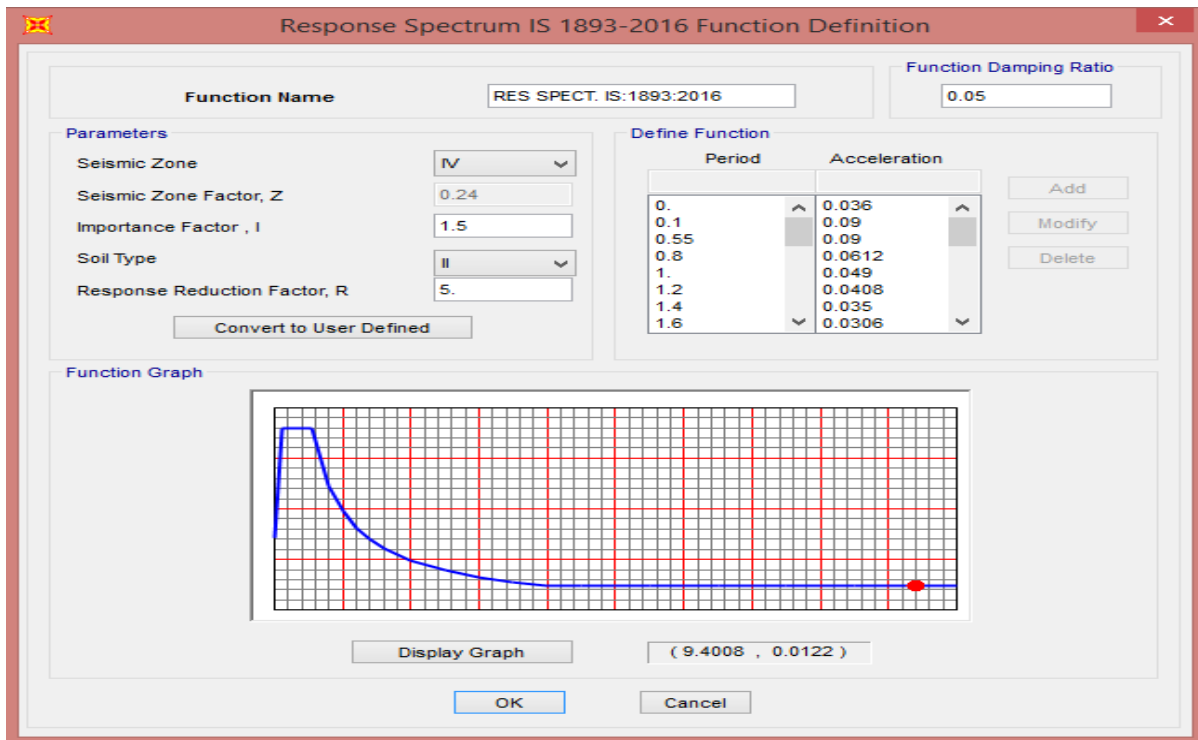 Response Spectrum IS 1893-2016 Function Definition
×
Function Name
RES SPECT. IS:1893:2016
Function Damping Ratio
0.05
Parameters
Seismic Zone
IV
Seismic Zone Factor, Z
0.24
Importance Factor , I
1.5
Soil Type
II
Response Reduction Factor, R
5.
Convert to User Defined
Define Function
Period Acceleration
0. 0.036
0.1 0.09
0.55 0.09
0.8 0.0612
1. 0.049
1.2 0.0408
1.4 0.035
1.6 0.0306
Add
Modify
Delete
Function Graph
Display Graph
( 9.4008 , 0.0122 )
OK
Cancel